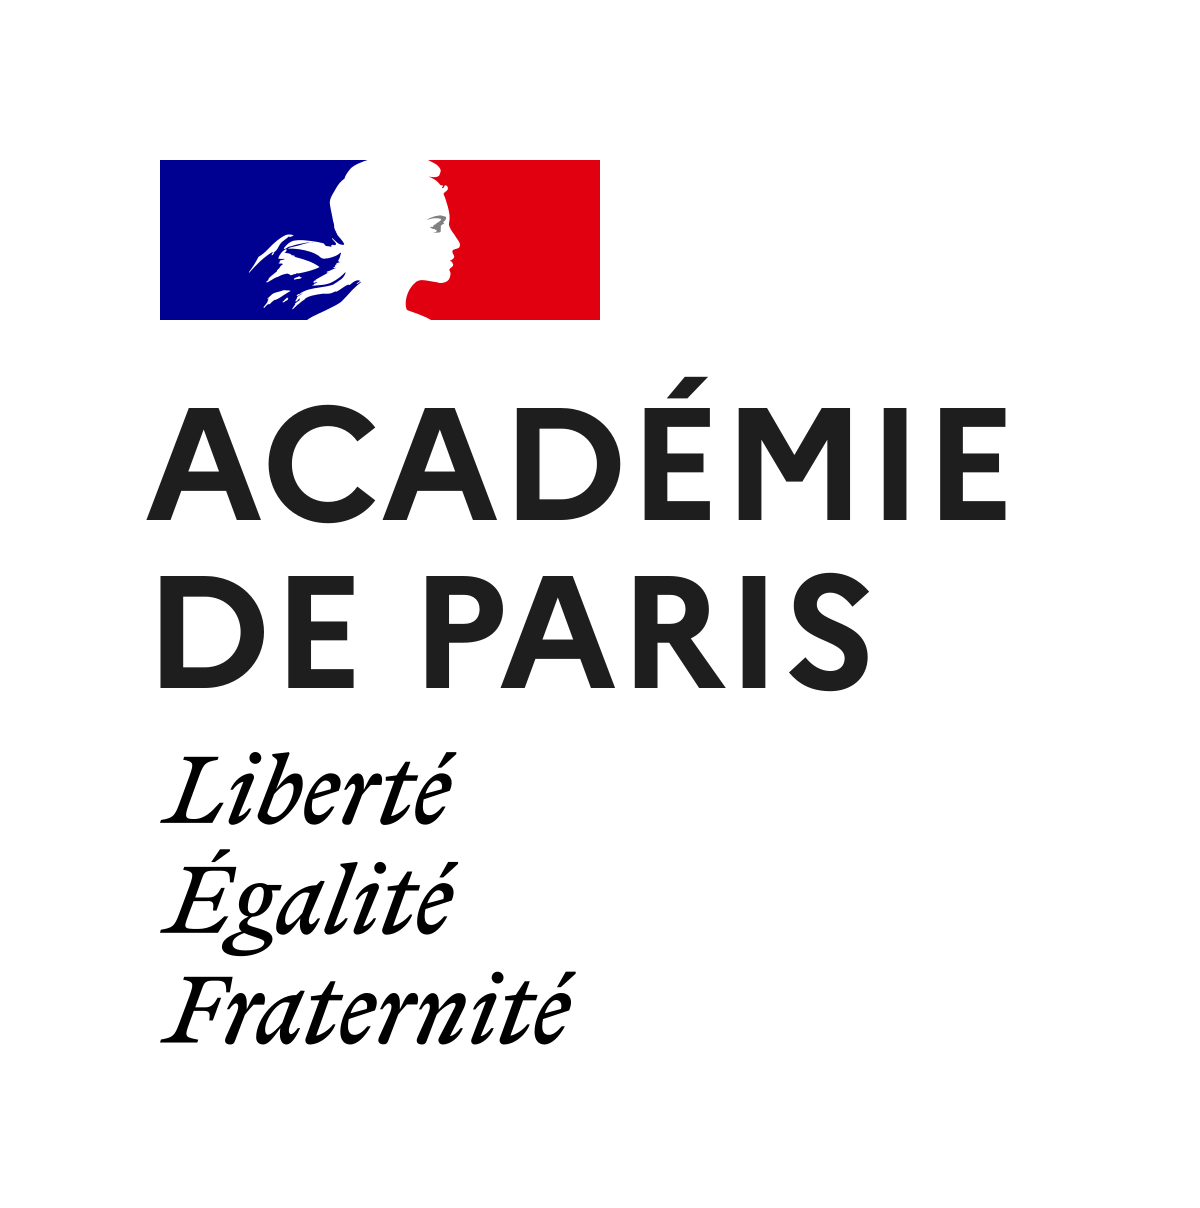 ACADÉMIE
DE PARIS
Liberté
Égalité
Fraternité